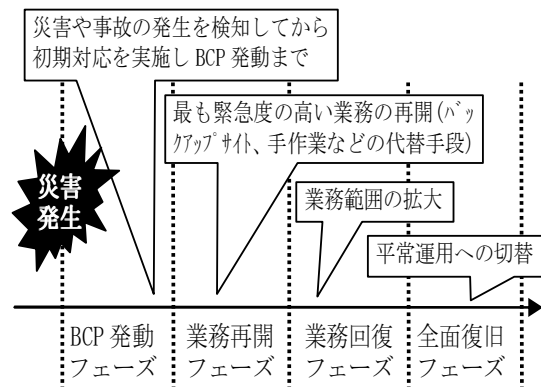 災害や事故の発生を検知してから
初期対応を実施し BCP 発動まで
最も緊急度の高い業務の再開(ﾊﾞｯ
ｸｱｯﾌﾟｻｲﾄ、手作業などの代替手段)
災害
発生
業務範囲の拡大
平常運用への切替
BCP 発動
フェーズ
業務再開
フェーズ
業務回復
フェーズ
全面復旧
フェーズ